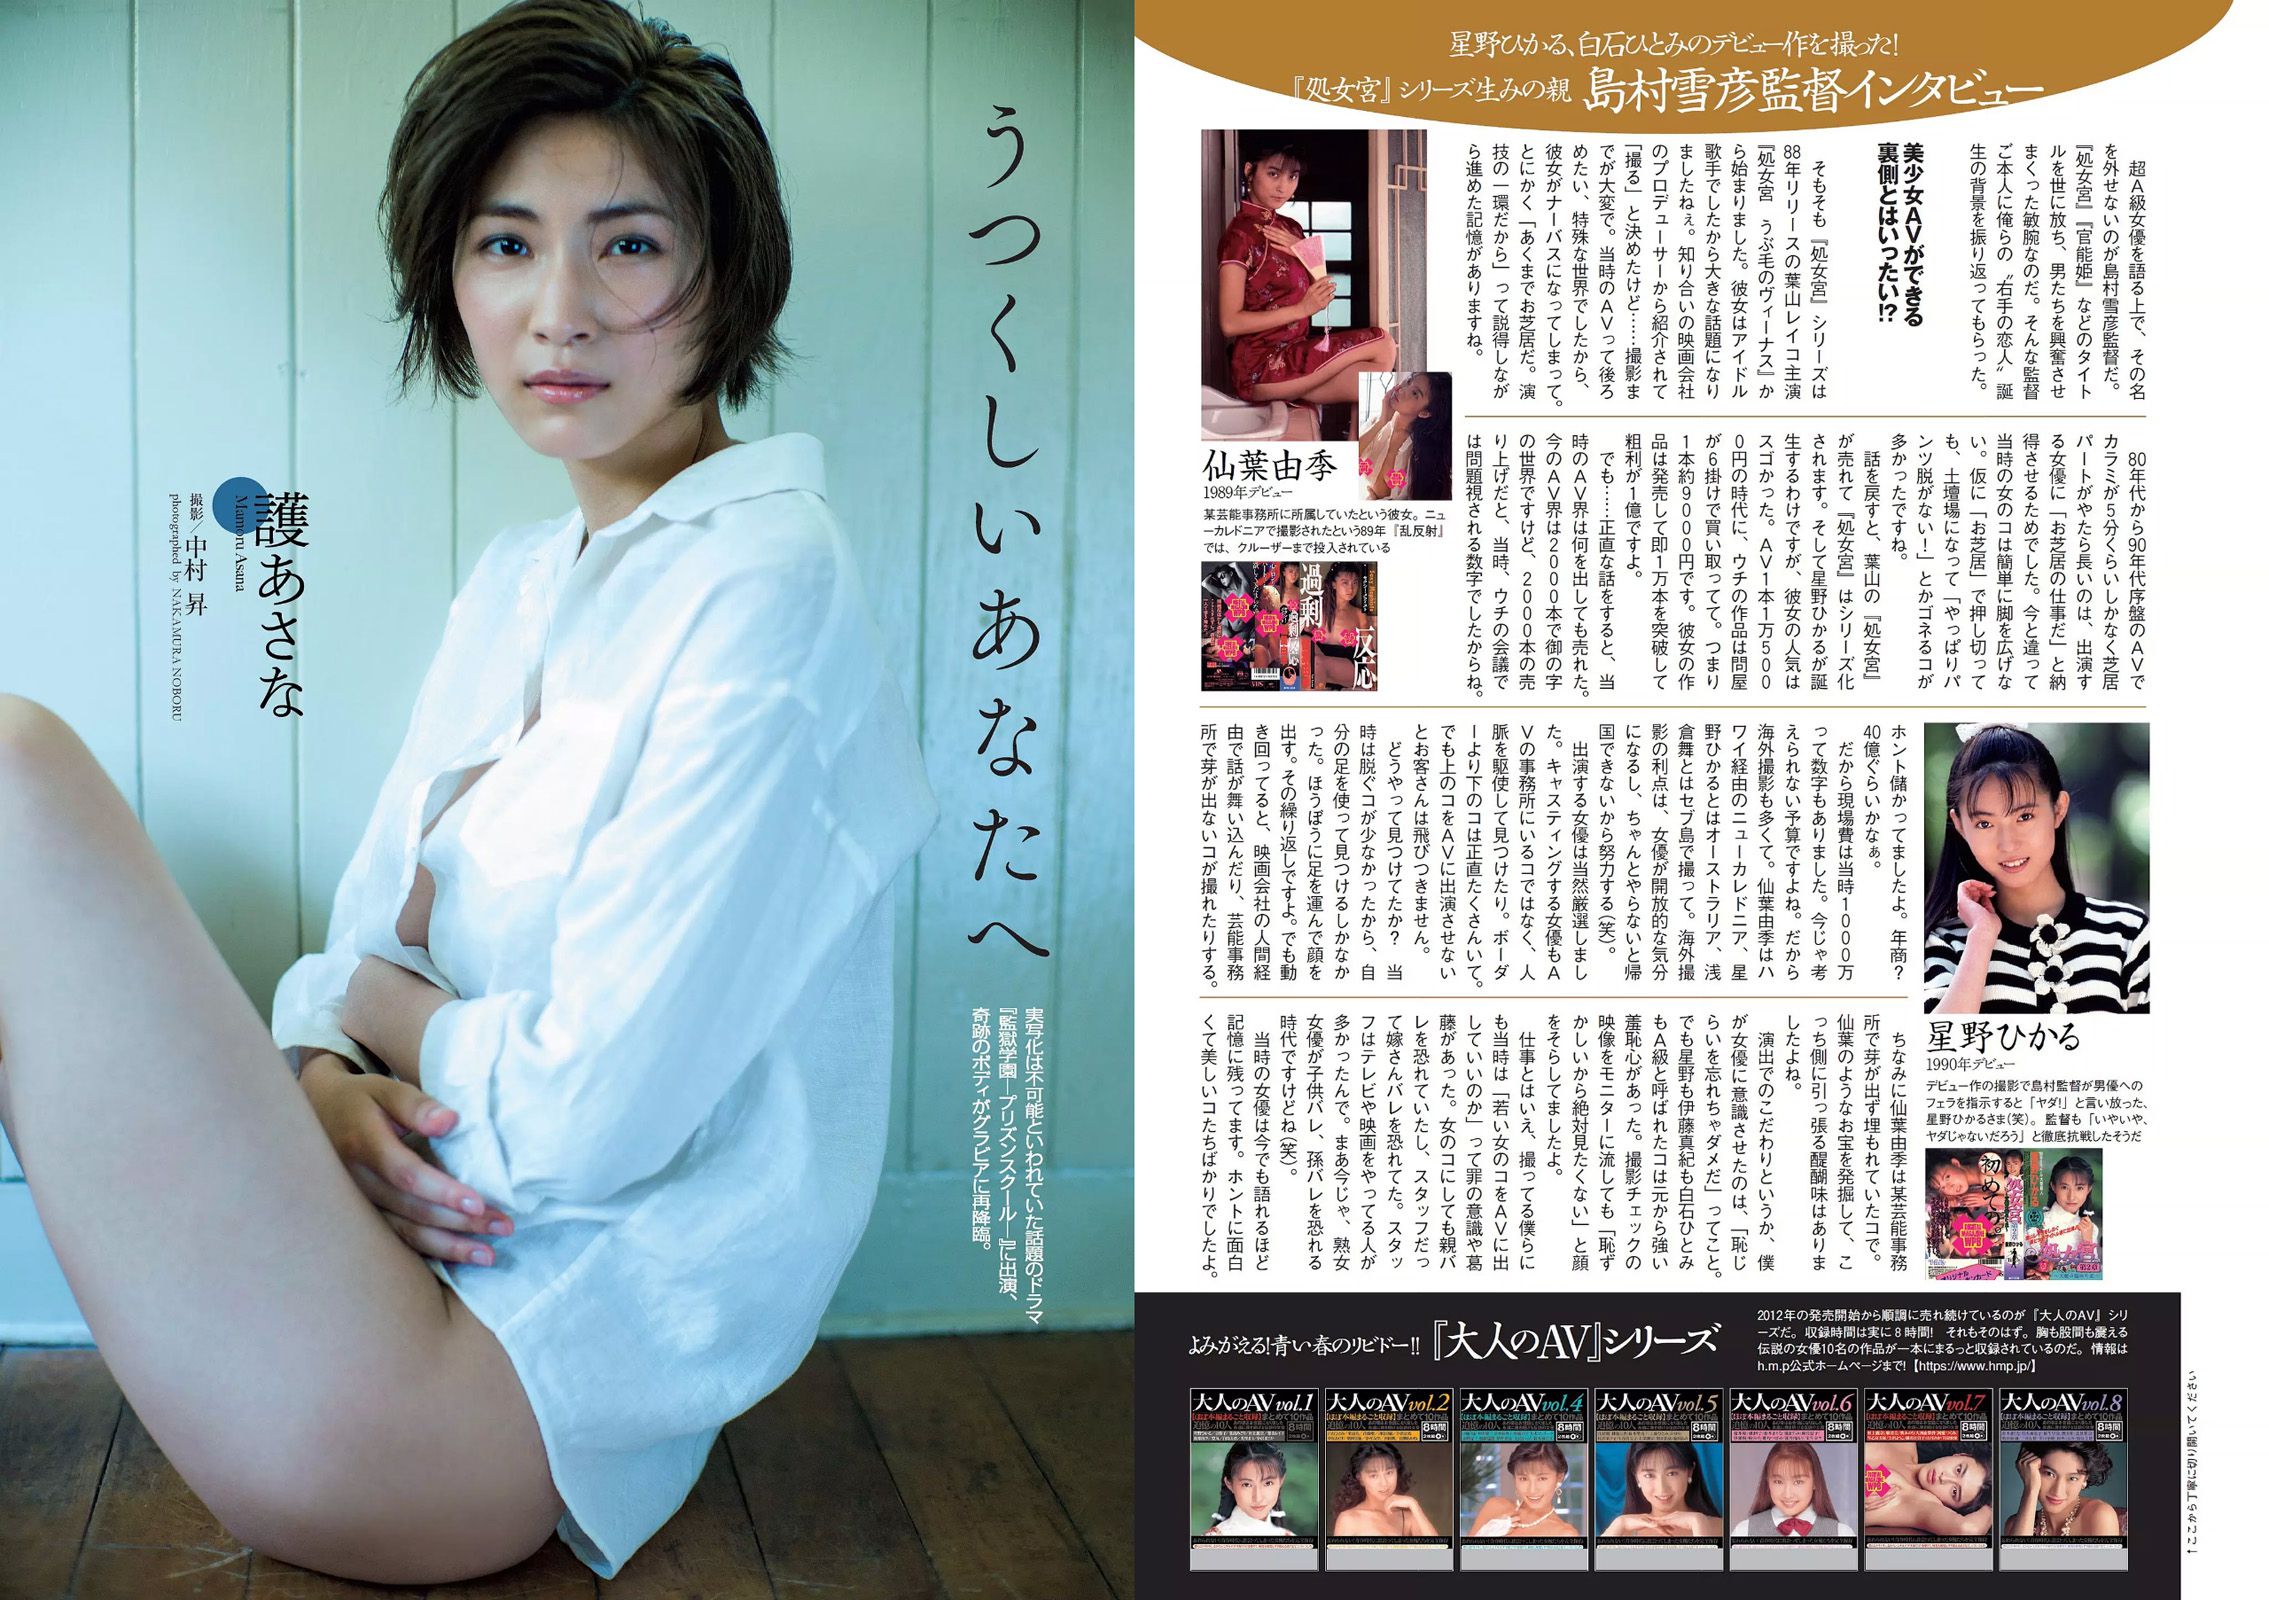 うつくしいあなたへ
護あさな
Mamoru Asana
撮影／中村 昇
photographed by NAKAMURA NOBORU
実写化は不可能といわれていた話題のドラマ
『監獄学園―プリズンスクール―』に出演、
奇跡のボディがグラビアに再降臨。
星野ひかる、白石ひとみのデビュー作を撮った!
『処女宮』シリーズ生みの親 島村雪彦監督インタビュー
超A級女優を語る上で、その名
を外せないのが島村雪彦監督だ。
『処女宮』『官能姫』などのタイト
ルを世に放ち、男たちを興奮させ
まくった敏腕なのだ。そんな監督
ご本人に俺らの〝右手の恋人〟誕
生の背景を振り返ってもらった。
美少女AVができる
裏側とはいったい!?
そもそも『処女宮』シリーズは
88年リリースの葉山レイコ主演
『処女宮 うぶ毛のヴィーナス』か
ら始まりました。彼女はアイドル
歌手でしたから大きな話題になり
ましたねぇ。知り合いの映画会社
のプロデューサーから紹介されて
「撮る」と決めたけど……撮影ま
でが大変で。当時のAVって後ろ
めたい、特殊な世界でしたから、
彼女がナーバスになってしまって。
とにかく「あくまでお芝居だ。演
技の一環だから」って説得しなが
ら進めた記憶がありますね。
仙葉由季
1989年デビュー
某芸能事務所に所属していたという彼女。ニュ
ーカレドニアで撮影されたという89年『乱反射』
では、クルーザーまで投入されている
過剰
反応
80年代から90年代序盤のAVで
カラミが5分くらいしかなく芝居
パートがやたら長いのは、出演す
る女優に「お芝居の仕事だ」と納
得させるためでした。今と違って
当時の女のコは簡単に脚を広げな
い。仮に「お芝居」で押し切って
も、土壇場になって「やっぱりパ
ンツ脱がない!」とかゴネるコが
多かったですね。
話を戻すと、葉山の『処女宮』
が売れて『処女宮』はシリーズ化
されます。そして星野ひかるが誕
生するわけですが、彼女の人気は
スゴかった。AV1本1万500
0円の時代に、ウチの作品は問屋
が6掛けで買い取ってて。つまり
1本約9000円です。彼女の作
品は発売して即1万本を突破して
粗利が1億ですよ。
でも……正直な話をすると、当
時のAV界は何を出しても売れた。
今のAV界は2000本で御の字
の世界ですけど、2000本の売
り上げだと、当時、ウチの会議で
は問題視される数字でしたからね。
ホント儲かってましたよ。年商?
40億ぐらいかなぁ。
だから現場費は当時1000万
って数字もありました。今じゃ考
えられない予算ですよね。だから
海外撮影も多くて。仙葉由季はハ
ワイ経由のニューカレドニア、星
野ひかるとはオーストラリア、浅
倉舞とはセブ島で撮って。海外撮
影の利点は、女優が開放的な気分
になるし、ちゃんとやらないと帰
国できないから努力する(笑)。
出演する女優は当然厳選しまし
た。キャスティングする女優もA
Vの事務所にいるコではなく、人
脈を駆使して見つけたり。ボーダ
ーより下のコは正直たくさんいて。
でも上のコをAVに出演させない
とお客さんは飛びつきません。
どうやって見つけてたか? 当
時は脱ぐコが少なかったから、自
分の足を使って見つけるしかなか
った。ほうぼうに足を運んで顔を
出す。その繰り返しですよ。でも動
き回ってると、映画会社の人間経
由で話が舞い込んだり、芸能事務
所で芽が出ないコが撮れたりする。
星野ひかる
1990年デビュー
デビュー作の撮影で島村監督が男優への
フェラを指示すると「ヤダ!」と言い放った、
星野ひかるさま(笑)。監督も「いやいや、
ヤダじゃないだろう」と徹底抗戦したそうだ
初めての。
処女宮
第2章
ちなみに仙葉由季は某芸能事務
所で芽が出ず埋もれていたコで。
仙葉のようなお宝を発掘して、こ
っち側に引っ張る醍醐味はありま
したよね。
演出でのこだわりというか、僕
が女優に意識させたのは、「恥じ
らいを忘れちゃダメだ」ってこと。
でも星野も伊藤真紀も白石ひとみ
もA級と呼ばれたコは元から強い
羞恥心があった。撮影チェックの
映像をモニターに流しても「恥ず
かしいから絶対見たくない」と顔
をそらしてましたよ。
仕事とはいえ、撮ってる僕らに
も当時は「若い女のコをAVに出
していいのか」って罪の意識や葛
藤があった。女のコにしても親バ
レを恐れていたし、スタッフだっ
て嫁さんバレを恐れてた。スタッ
フはテレビや映画をやってる人が
多かったんで。まあ今じゃ、熟女
女優が子供バレ、孫バレを恐れる
時代ですけどね(笑)。
当時の女優は今でも語れるほど
記憶に残ってます。ホントに面白
くて美しいコたちばかりでしたよ。
よみがえる!青い春のリビドー!!『大人のAV』シリーズ
2012年の発売開始から順調に売れ続けているのが『大人のAV』シリ
ーズだ。収録時間は実に8時間! それもそのはず。胸も股間も震える
伝説の女優10名の作品が一本にまるっと収録されているのだ。情報は
h.m.p公式ホームページまで!【https://www.hmp.jp/】
大人のAV vol.1
大人のAV vol.2
大人のAV vol.4
大人のAV vol.5
大人のAV vol.6
大人のAV vol.7
大人のAV vol.8
8時間
8時間
8時間
8時間
8時間
8時間
8時間
↑ここから丁寧に切り開いてください